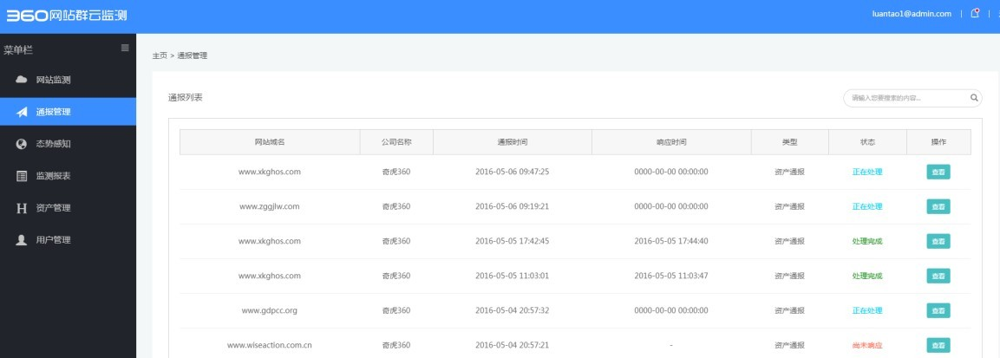 360网站群云监测
luantao1@admin.com
菜单栏
网站监测
通报管理
态势感知
监测报表
资产管理
用户管理
主页 > 通报管理
通报列表
请输入您要搜索的内容...
网站域名 公司名称 通报时间 响应时间 类型 状态 操作
www.xkghos.com 奇虎360 2016-05-06 09:47:25 0000-00-00 00:00:00 资产通报 正在处理 查看
www.zggjlw.com 奇虎360 2016-05-06 09:19:21 0000-00-00 00:00:00 资产通报 正在处理 查看
www.xkghos.com 奇虎360 2016-05-05 17:42:45 2016-05-05 17:44:40 资产通报 处理完成 查看
www.xkghos.com 奇虎360 2016-05-05 11:03:01 2016-05-05 11:03:47 资产通报 处理完成 查看
www.gdpcc.org 奇虎360 2016-05-04 20:57:32 0000-00-00 00:00:00 资产通报 正在处理 查看
www.wiseaction.com.cn 奇虎360 2016-05-04 20:57:21 - 资产通报 尚未响应 查看